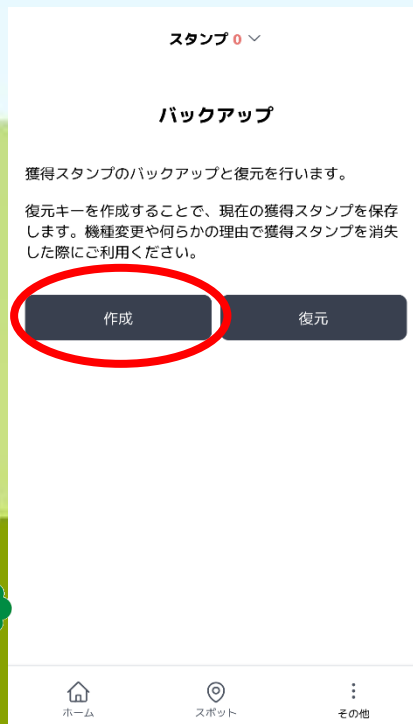 スタンプ 0
バックアップ
獲得スタンプのバックアップと復元を行います。
復元キーを作成することで、現在の獲得スタンプを保存
します。機種変更や何らかの理由で獲得スタンプを消失
した際にご利用ください。
作成 復元
ホーム スポット その他